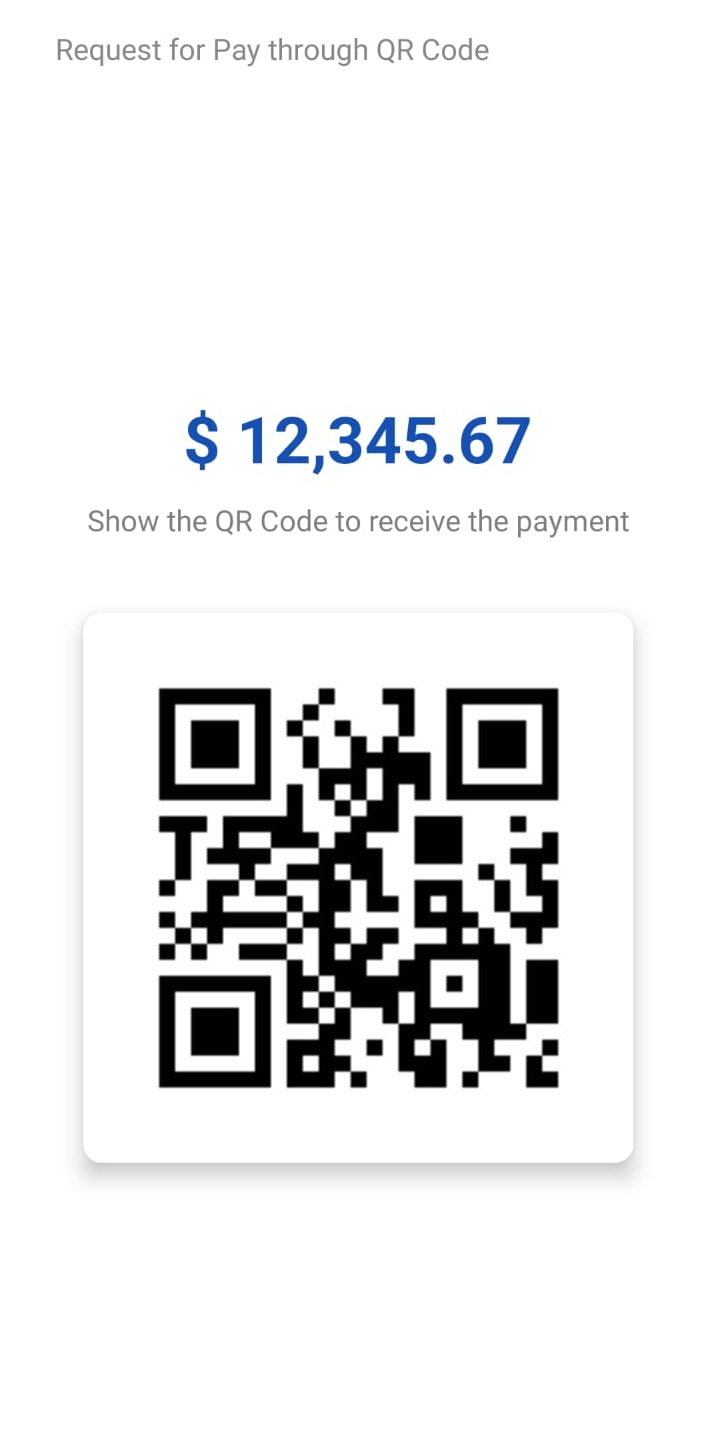 Request for Pay through QR Code
$ 12,345.67
Show the QR Code to receive the payment